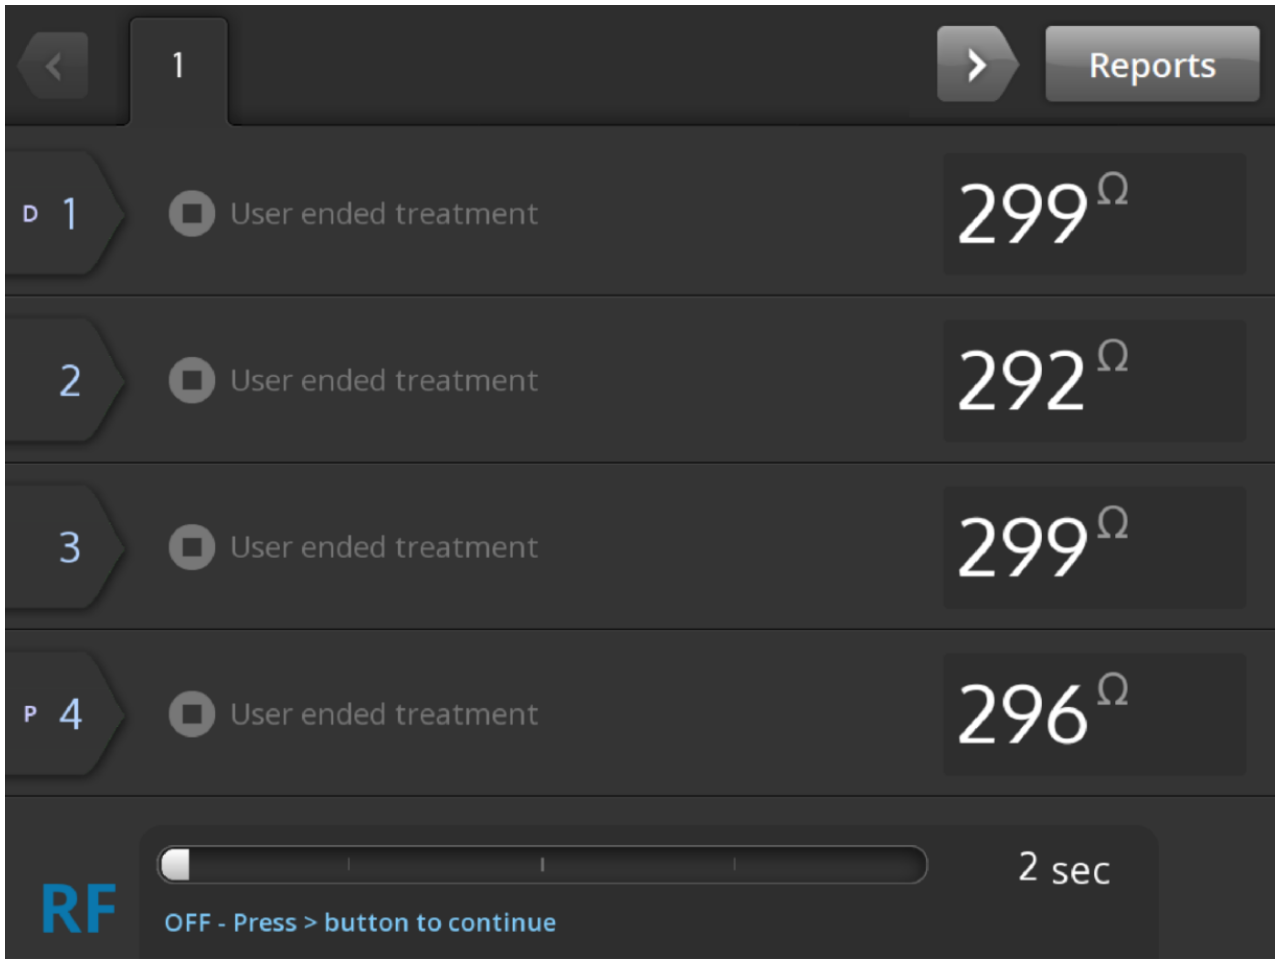 1
Reports
D 1 User ended treatment 299 Ω
2 User ended treatment 292 Ω
3 User ended treatment 299 Ω
P 4 User ended treatment 296 Ω
2 sec
RF OFF - Press > button to continue